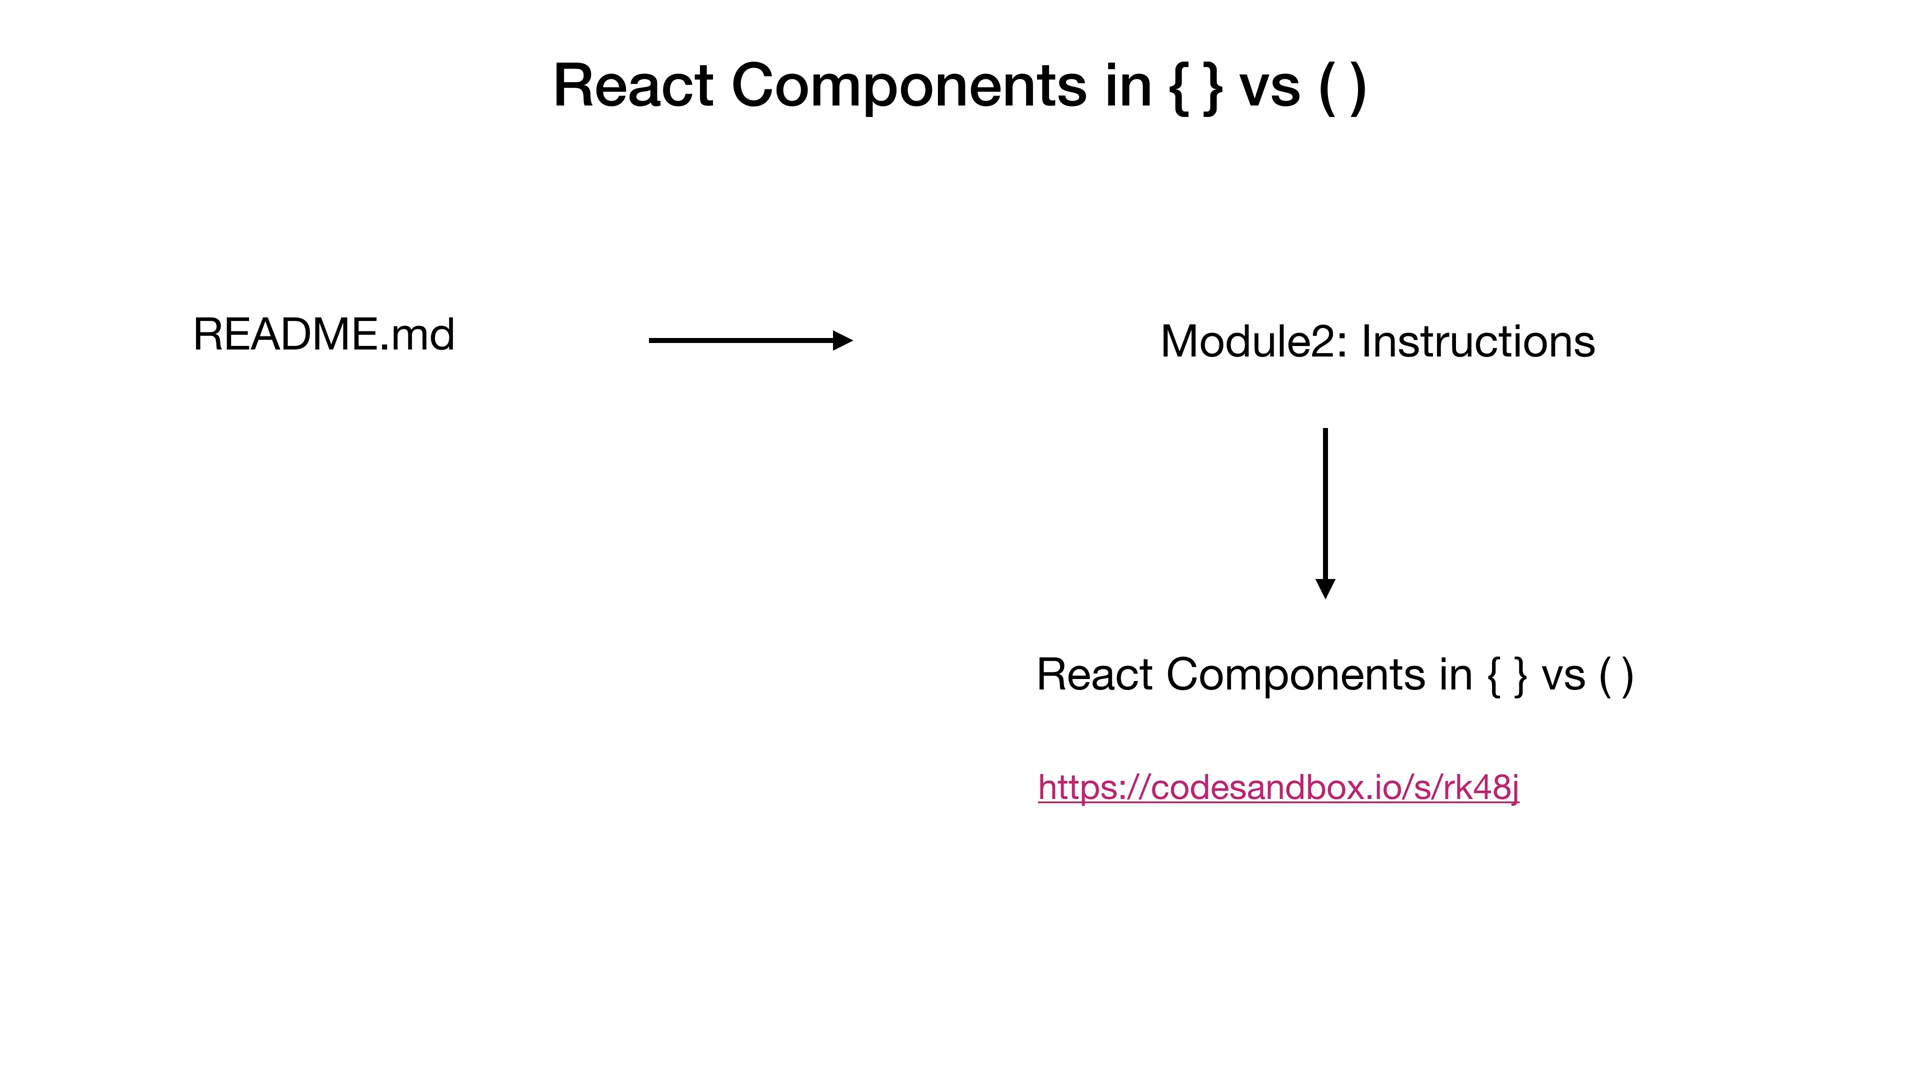 React Components in { } vs ( )
README.md
Module2: Instructions
React Components in { } vs ( )
https://codesandbox.io/s/rk48j